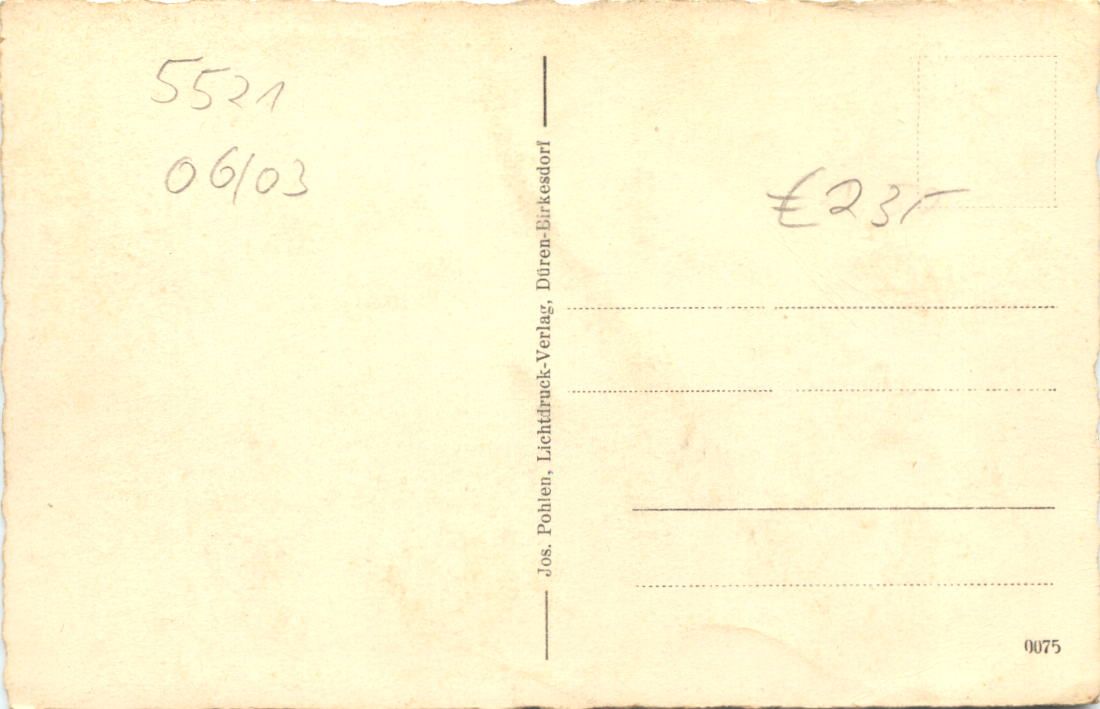 5521
06/03
Jos. Pohlen, Lichtdruck-Verlag, Düren-Birkesdorf
€ 23,-
0075